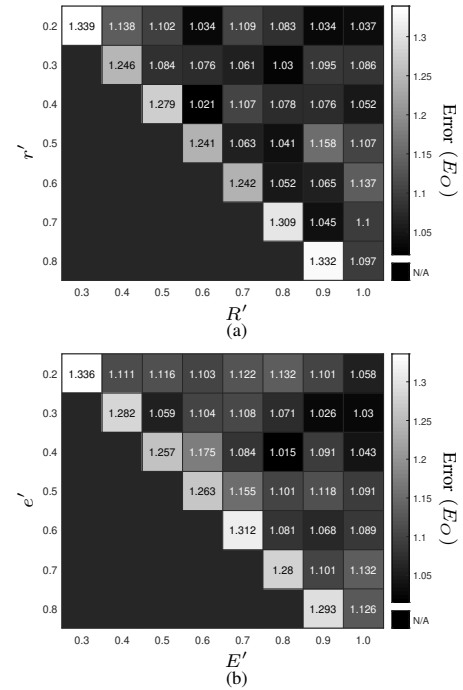 0.2 1.339 1.138 1.102 1.034 1.109 1.083 1.034 1.037
0.3 1.246 1.084 1.076 1.061 1.03 1.095 1.086
0.4 1.279 1.021 1.107 1.078 1.076 1.052
0.5 1.241 1.063 1.041 1.158 1.107
0.6 1.242 1.052 1.065 1.137
0.7 1.309 1.045 1.1
0.8 1.332 1.097
r′
0.3 0.4 0.5 0.6 0.7 0.8 0.9 1.0
R′
1.3
1.25
1.2
1.15
1.1
1.05
N/A
Error (E_O)
(a)
0.2 1.336 1.111 1.116 1.103 1.122 1.132 1.101 1.058
0.3 1.282 1.059 1.104 1.108 1.071 1.026 1.03
0.4 1.257 1.175 1.084 1.015 1.091 1.043
0.5 1.263 1.155 1.101 1.118 1.091
0.6 1.312 1.081 1.068 1.089
0.7 1.28 1.101 1.132
0.8 1.293 1.126
e′
0.3 0.4 0.5 0.6 0.7 0.8 0.9 1.0
E′
1.3
1.25
1.2
1.15
1.1
1.05
N/A
Error (E_O)
(b)